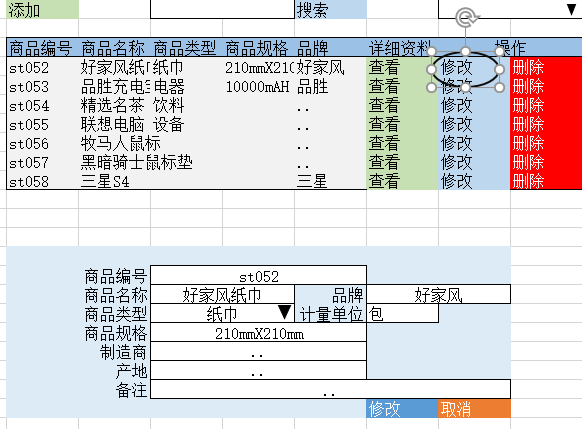 添加 搜索 ▼
商品编号 商品名称 商品类型 商品规格 品牌 详细资料 操作
st052 好家风纸 纸巾 210mmX210 好家风 查看 修改 删除
st053 品胜充电宝 电器 10000mAH 品胜 查看 修改 删除
st054 精选名茶 饮料 .. 查看 修改 删除
st055 联想电脑 设备 .. 查看 修改 删除
st056 牧马人鼠标 .. 查看 修改 删除
st057 黑暗骑士鼠标垫 .. 查看 修改 删除
st058 三星S4 三星 查看 修改 删除
商品编号 st052
商品名称 好家风纸巾 品牌 好家风
商品类型 纸巾 ▼ 计量单位 包
商品规格 210mmX210mm
制造商 ..
产地 ..
备注 ..
修改 取消